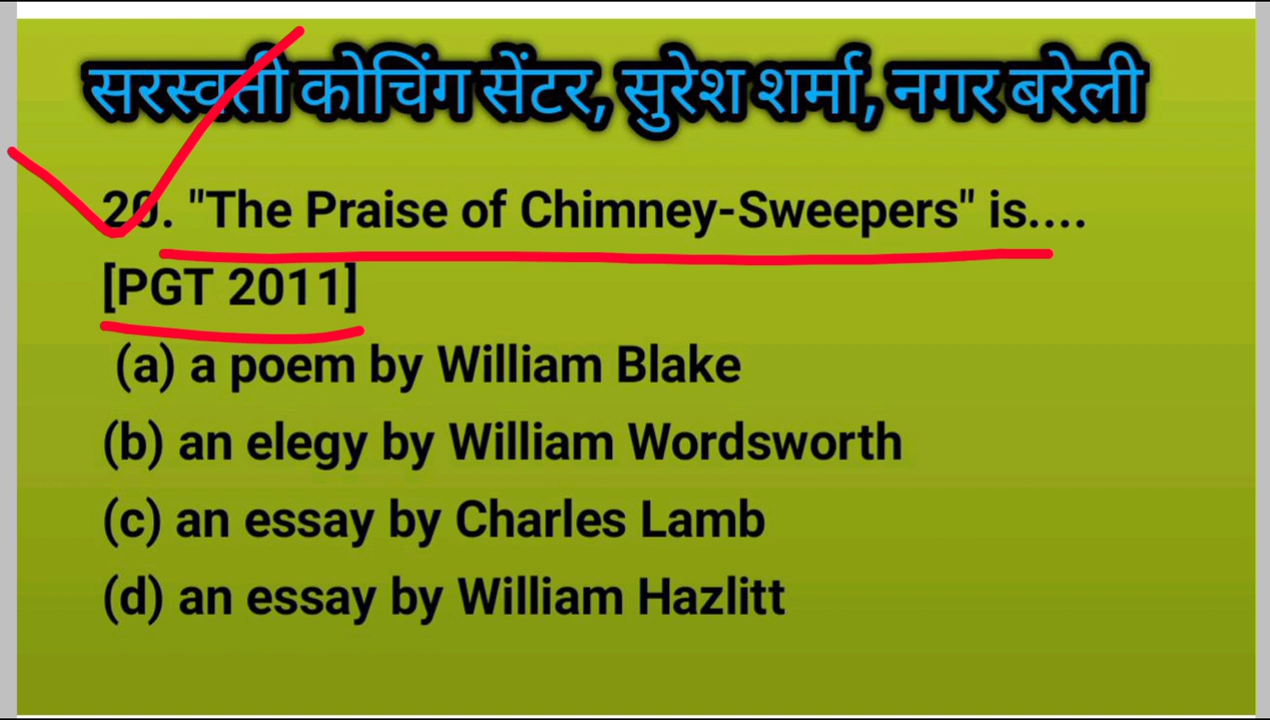 सरस्वती कोचिंग सेंटर, सुरेश शर्मा, नगर बरेली
20. "The Praise of Chimney-Sweepers" is....
[PGT 2011]
(a) a poem by William Blake
(b) an elegy by William Wordsworth
(c) an essay by Charles Lamb
(d) an essay by William Hazlitt